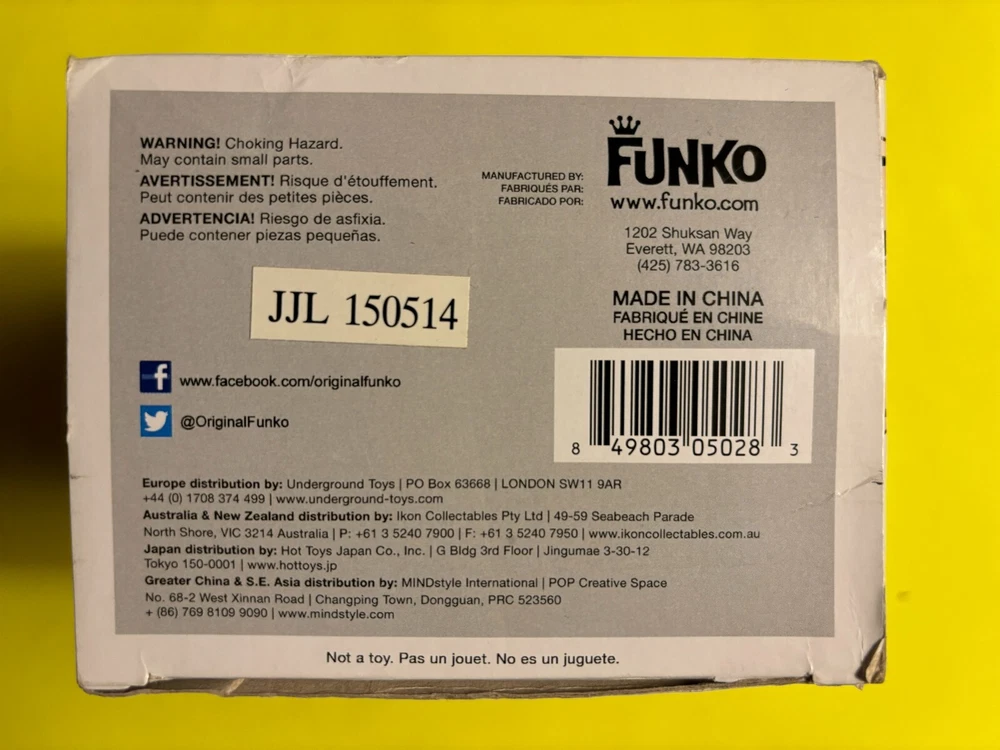 WARNING! Choking Hazard.
May contain small parts.
AVERTISSEMENT! Risque d'étouffement.
Peut contenir des petites pièces.
ADVERTENCIA! Riesgo de asfixia.
Puede contener piezas pequeñas.
MANUFACTURED BY:
FABRIQUÉS PAR:
FABRICADO POR:
FUNKO
www.funko.com
1202 Shuksan Way
Everett, WA 98203
(425) 783-3616
MADE IN CHINA
FABRIQUÉ EN CHINE
HECHO EN CHINA
JJL 150514
f www.facebook.com/originalfunko
@OriginalFunko
8 49803 05028 3
Europe distribution by: Underground Toys | PO Box 63668 | LONDON SW11 9AR
+44 (0) 1708 374 499 | www.underground-toys.com
Australia & New Zealand distribution by: Ikon Collectables Pty Ltd | 49-59 Seabeach Parade
North Shore, VIC 3214 Australia | P: +61 3 5240 7900 | F: +61 3 5240 7950 | www.ikoncollectables.com.au
Japan distribution by: Hot Toys Japan Co., Inc. | G Bldg 3rd Floor | Jingumae 3-30-12
Tokyo 150-0001 | www.hottoys.jp
Greater China & S.E. Asia distribution by: MINDstyle International | POP Creative Space
No. 68-2 West Xinnan Road | Changping Town, Dongguan, PRC 523560
+ (86) 769 8109 9090 | www.mindstyle.com
Not a toy. Pas un jouet. No es un juguete.